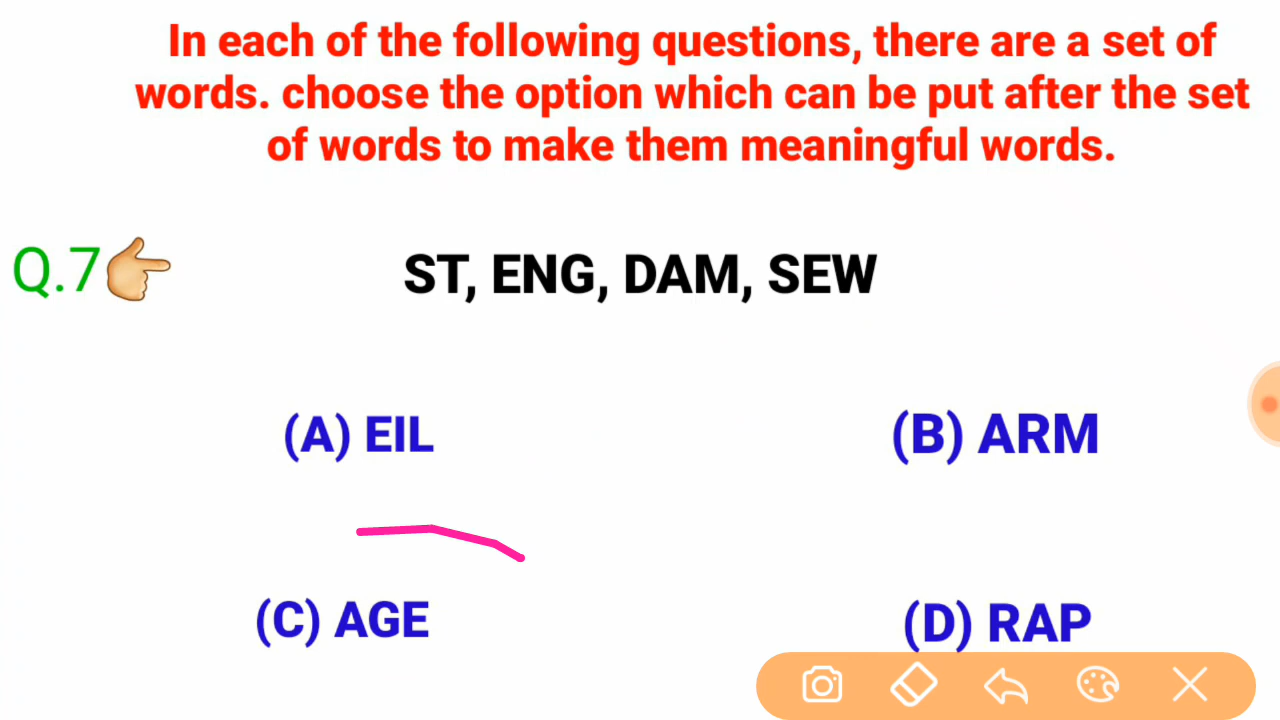 In each of the following questions, there are a set of
words. choose the option which can be put after the set
of words to make them meaningful words.
Q.7 ST, ENG, DAM, SEW
(A) EIL (B) ARM
(C) AGE (D) RAP